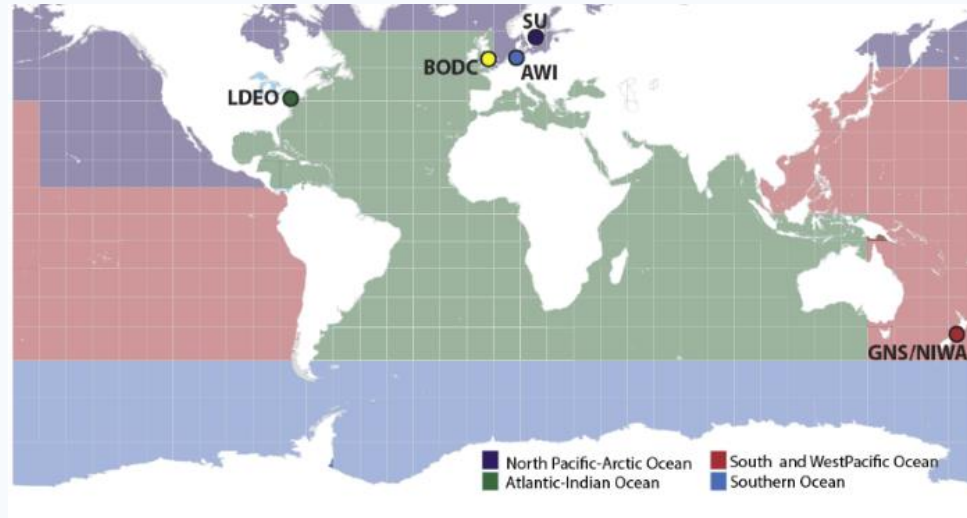 SU
BODC
AWI
LDEO
GNS/NIWA
North Pacific-Arctic Ocean
South and WestPacific Ocean
Atlantic-Indian Ocean
Southern Ocean